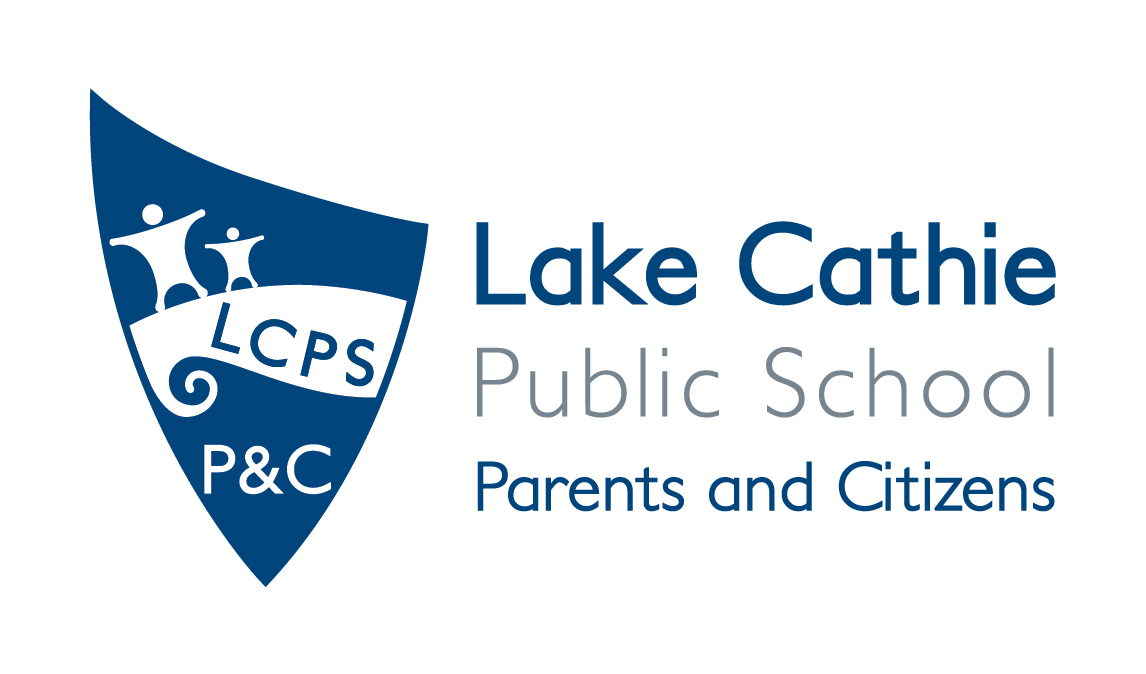 LCPS
P&C
Lake Cathie
Public School
Parents and Citizens